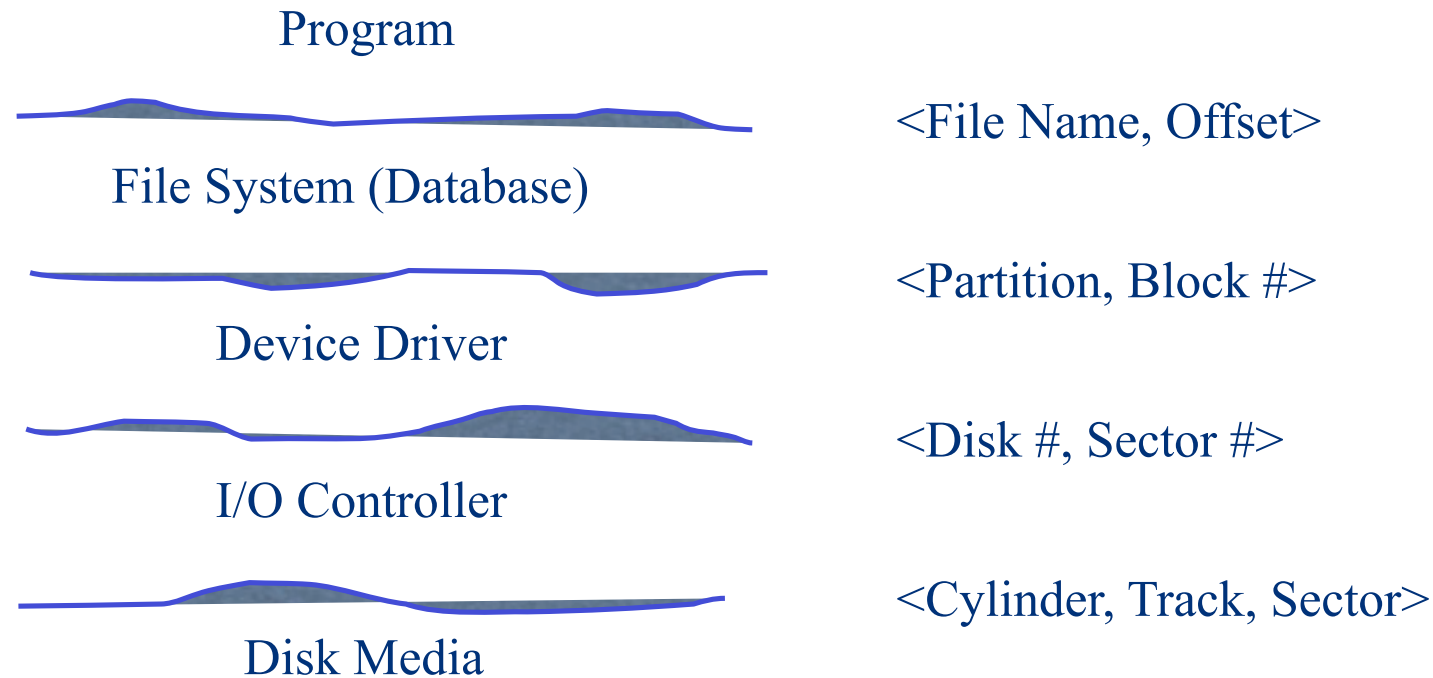 Program
<File Name, Offset>
File System (Database)
<Partition, Block #>
Device Driver
<Disk #, Sector #>
I/O Controller
<Cylinder, Track, Sector>
Disk Media